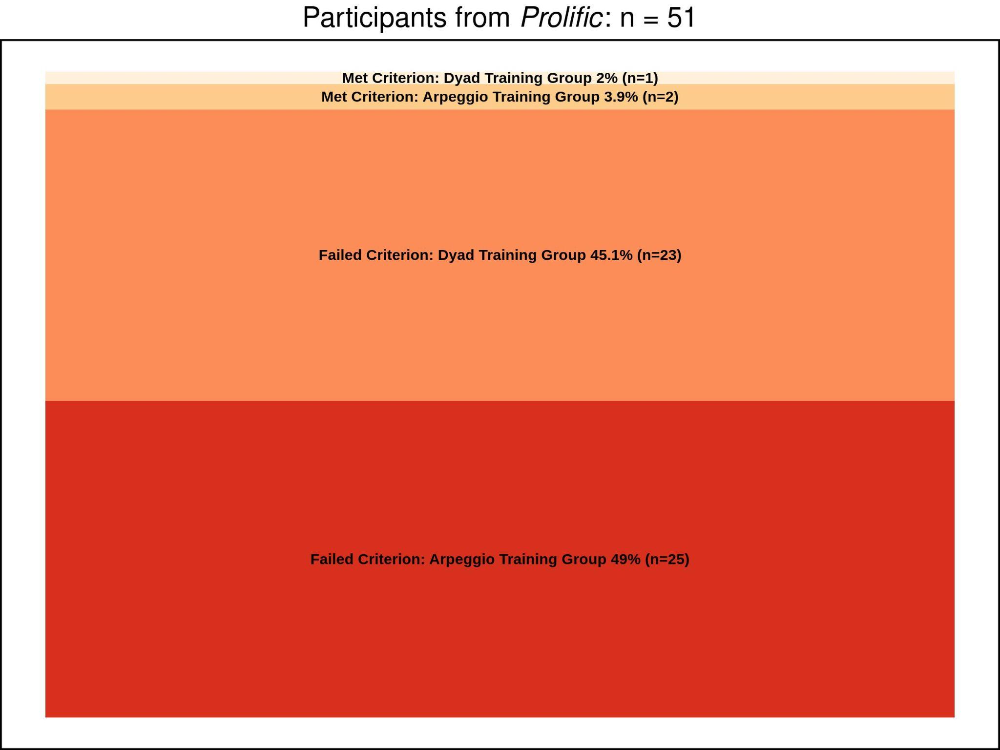 Participants from Prolific: n = 51
Met Criterion: Dyad Training Group 2% (n=1)
Met Criterion: Arpeggio Training Group 3.9% (n=2)
Failed Criterion: Dyad Training Group 45.1% (n=23)
Failed Criterion: Arpeggio Training Group 49% (n=25)